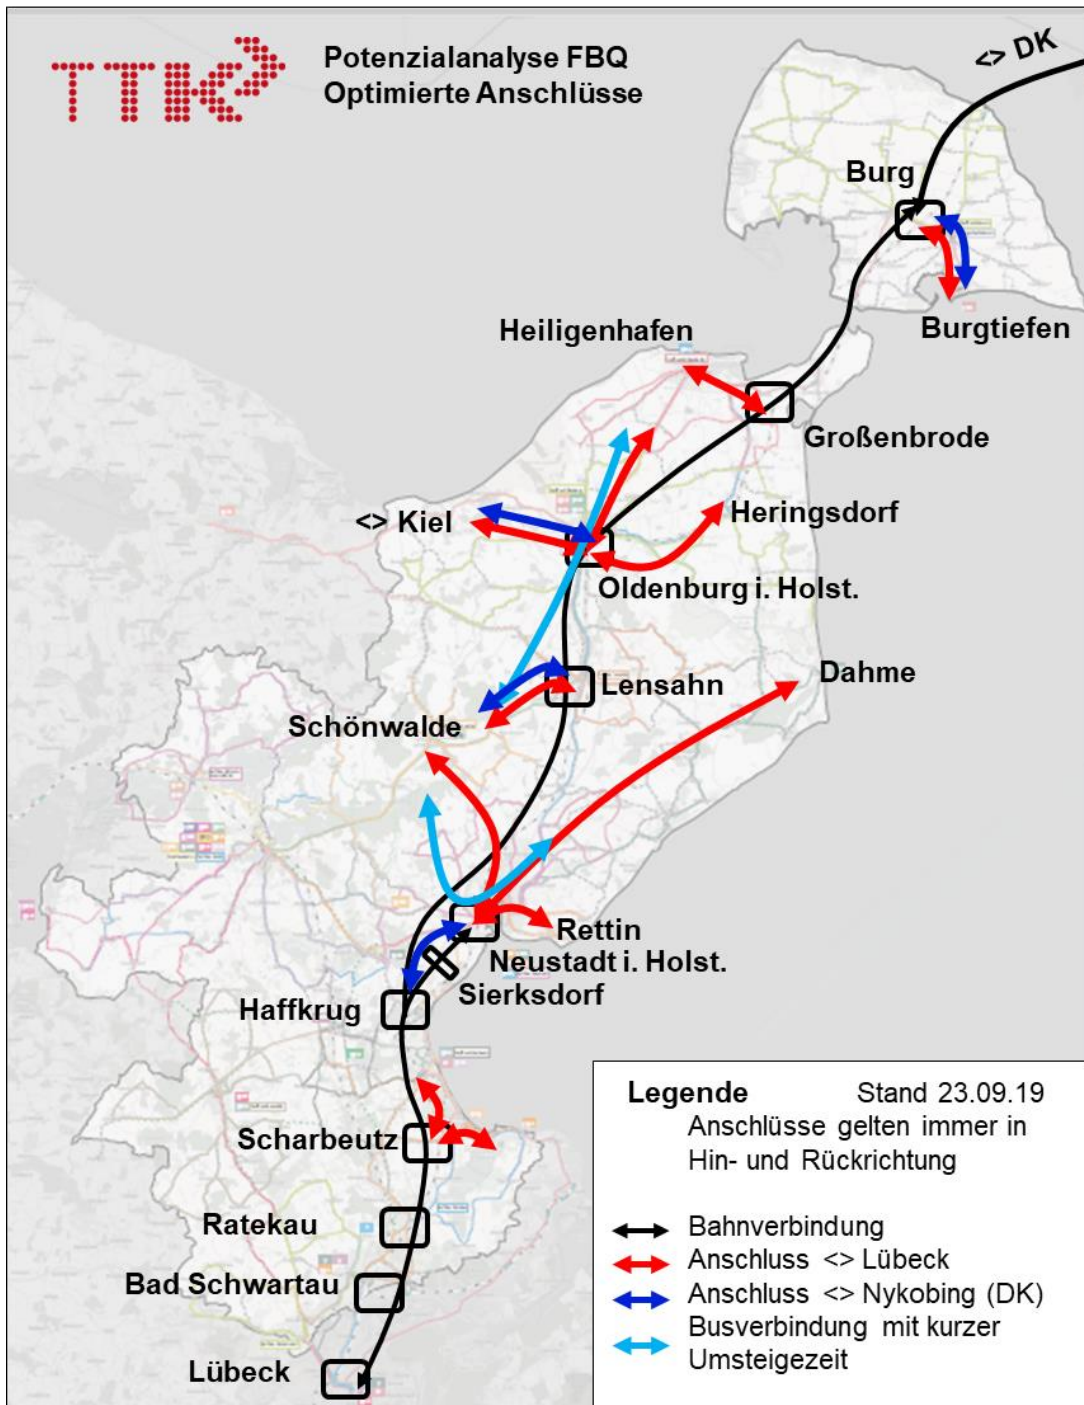 TTK
Potenzialanalyse FBQ
Optimierte Anschlüsse
<> DK
Burg
Burgtiefen
Heiligenhafen
Großenbrode
<> Kiel
Heringsdorf
Oldenburg i. Holst.
Dahme
Lensahn
Schönwalde
Rettin
Neustadt i. Holst.
Sierksdorf
Haffkrug
Scharbeutz
Ratekau
Bad Schwartau
Lübeck
Legende Stand 23.09.19
Anschlüsse gelten immer in
Hin- und Rückrichtung
Bahnverbindung
Anschluss <> Lübeck
Anschluss <> Nykobing (DK)
Busverbindung mit kurzer
Umsteigezeit